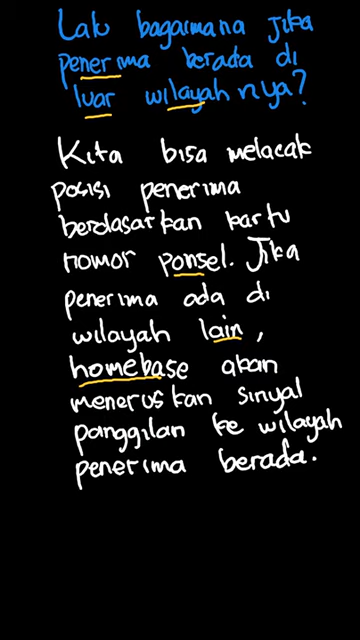 Lalu bagaimana jika
penerima berada di
luar wilayahnya?
Kita bisa melacak
posisi penerima
berdasarkan kartu
nomor ponsel. Jika
penerima ada di
wilayah lain,
homebase akan
meneruskan sinyal
panggilan ke wilayah
penerima berada.